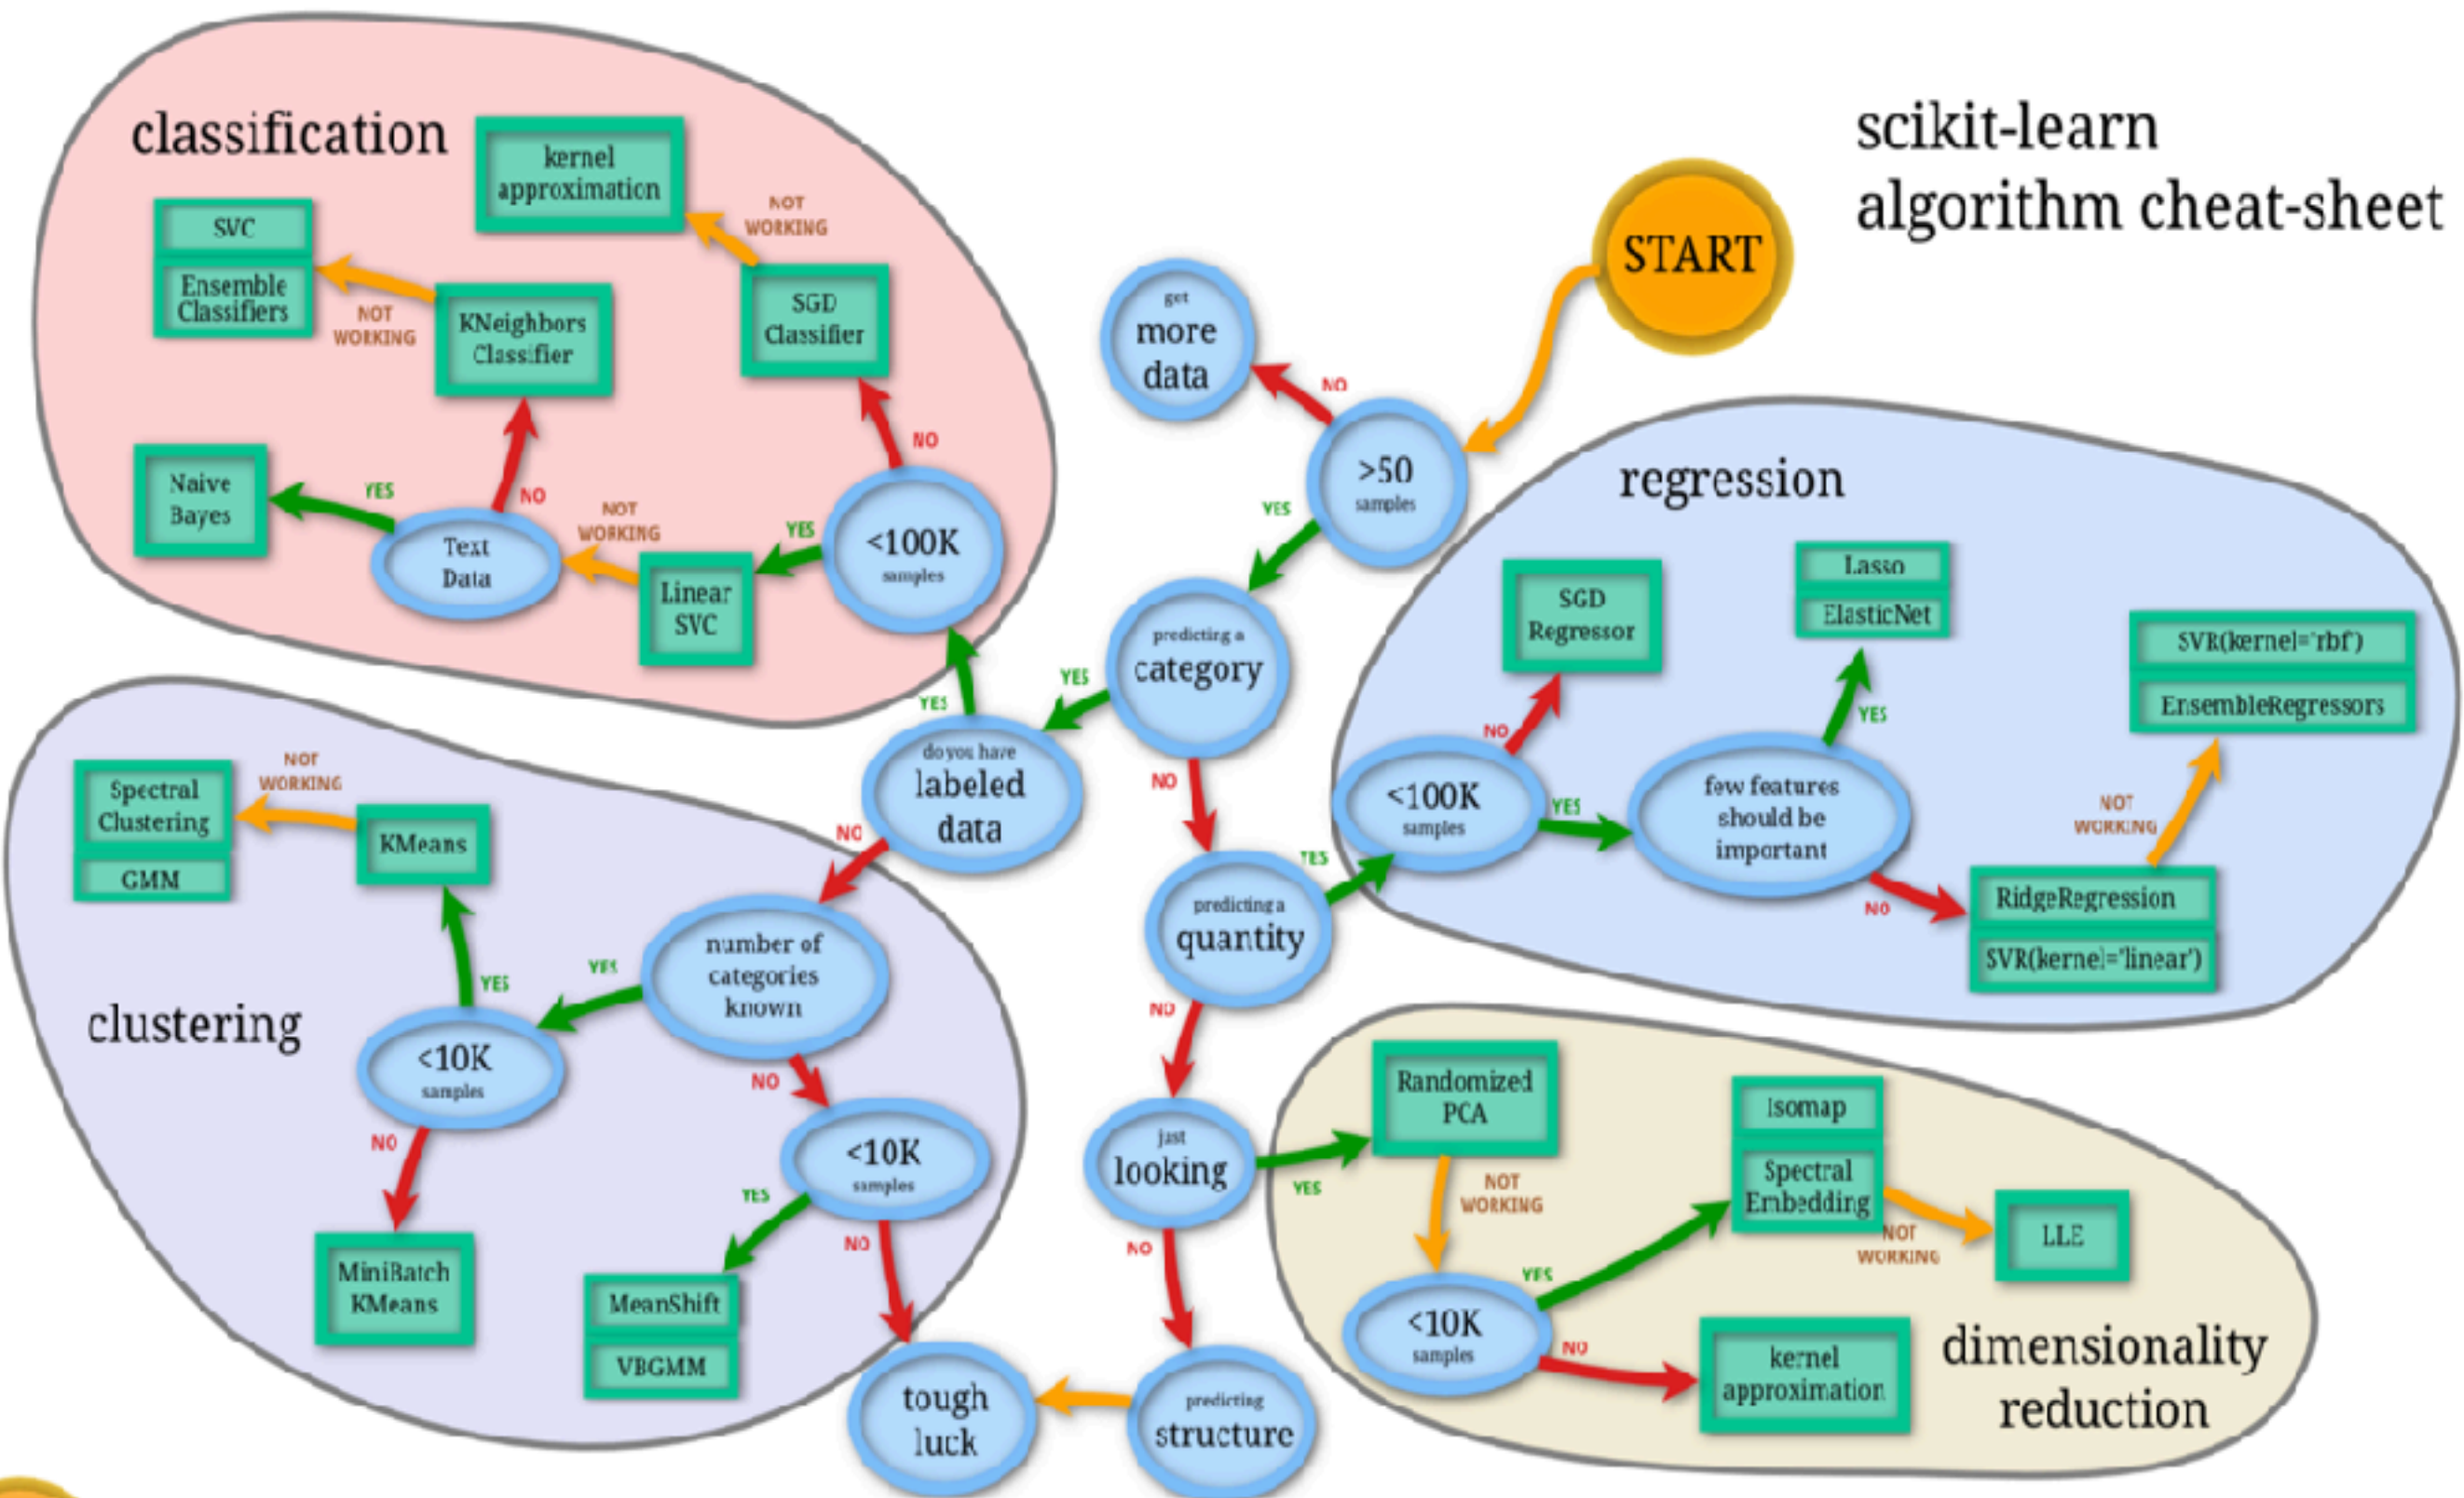 scikit-learn
algorithm cheat-sheet
START
classification
kernel
approximation
NOT
WORKING
SVC
Ensemble
Classifiers
NOT
WORKING
KNeighbors
Classifier
SGD
Classifier
NO
Naive
Bayes
YES
NO
Text
Data
NOT
WORKING
Linear
SVC
YES
<100K
samples
YES
get
more
data
NO
>50
samples
YES
predicting a
category
YES
NO
do you have
labeled
data
NO
predicting a
quantity
YES
NO
just
looking
YES
NO
predicting
structure
tough
luck
regression
SGD
Regressor
Lasso
ElasticNet
SVR(kernel='rbf')
EnsembleRegressors
NO
YES
<100K
samples
YES
few features
should be
important
NOT
WORKING
NO
RidgeRegression
SVR(kernel='linear')
clustering
Spectral
Clustering
GMM
NOT
WORKING
KMeans
YES
YES
number of
categories
known
<10K
samples
NO
NO
<10K
samples
YES
NO
MiniBatch
KMeans
MeanShift
VBGMM
Randomized
PCA
NOT
WORKING
Isomap
Spectral
Embedding
NOT
WORKING
LLE
YES
<10K
samples
NO
kernel
approximation
dimensionality
reduction